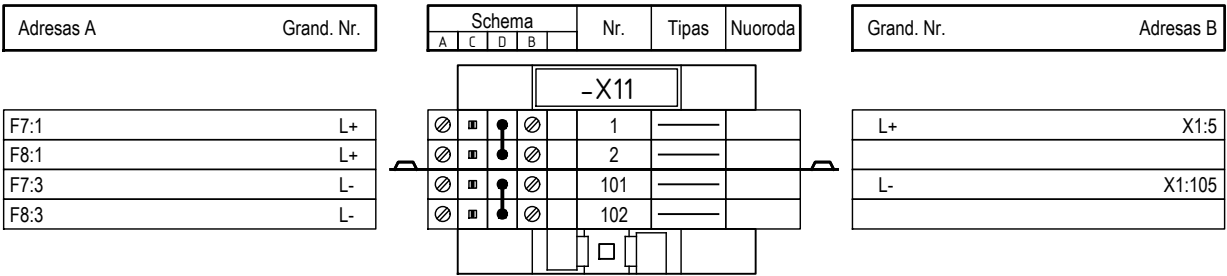 Adresas A Grand. Nr. Schema Nr. Tipas Nuoroda Grand. Nr. Adresas B
A C D B
-X11
F7:1 L+ 1 L+ X1:5
F8:1 L+ 2
F7:3 L- 101 L- X1:105
F8:3 L- 102